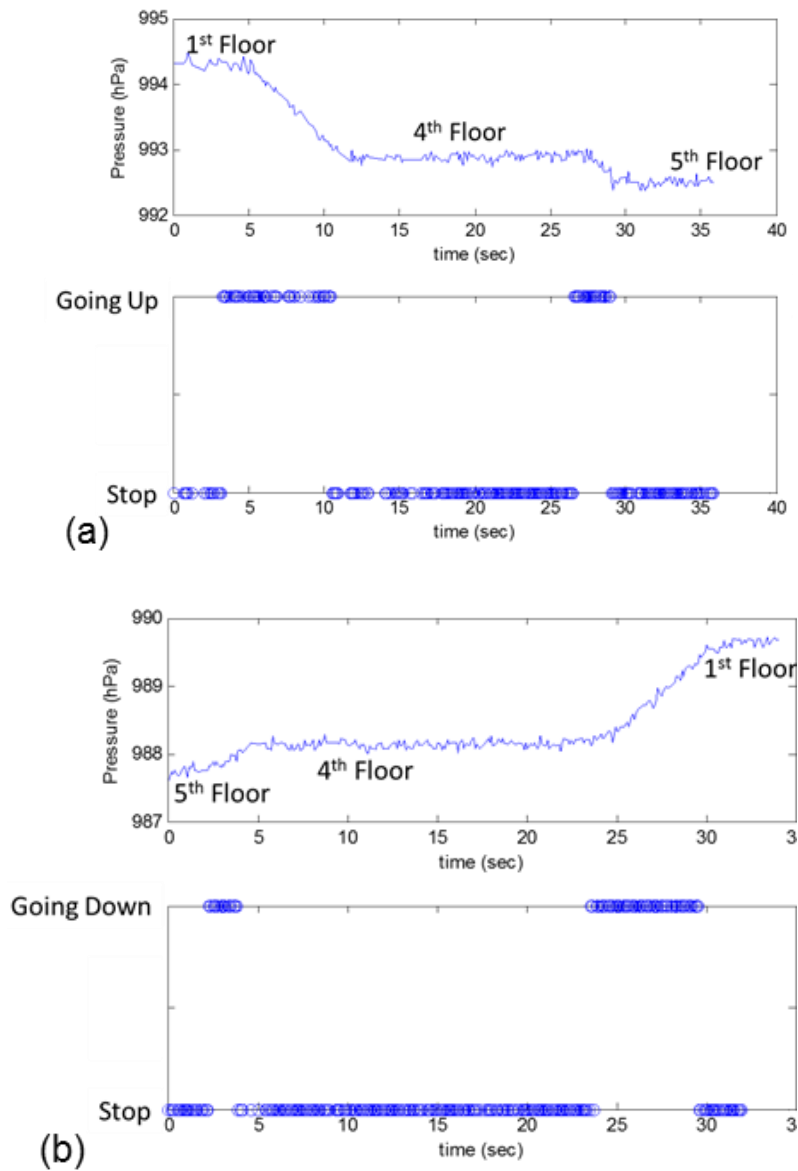 995
1st Floor
994
4th Floor
993
5th Floor
992
Pressure (hPa)
0 5 10 15 20 25 30 35 40
time (sec)
Going Up
Stop
0 5 10 15 20 25 30 35 40
time (sec)
(a)
990
989
1st Floor
988
4th Floor
5th Floor
987
Pressure (hPa)
0 5 10 15 20 25 30 3
time (sec)
Going Down
Stop
0 5 10 15 20 25 30 3
time (sec)
(b)